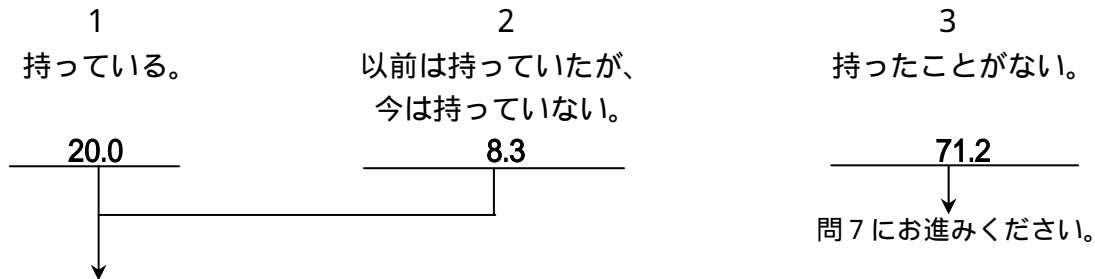 1 2 3
持っている。 以前は持っていたが、 持ったことがない。
今は持っていない。
20.0 8.3 71.2
問7にお進みください。